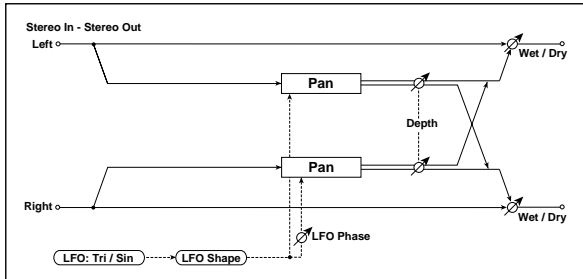 Stereo In - Stereo Out
Left
Wet / Dry
Pan
Depth
Pan
Right
Wet / Dry
LFO Phase
LFO: Tri / Sin
LFO Shape